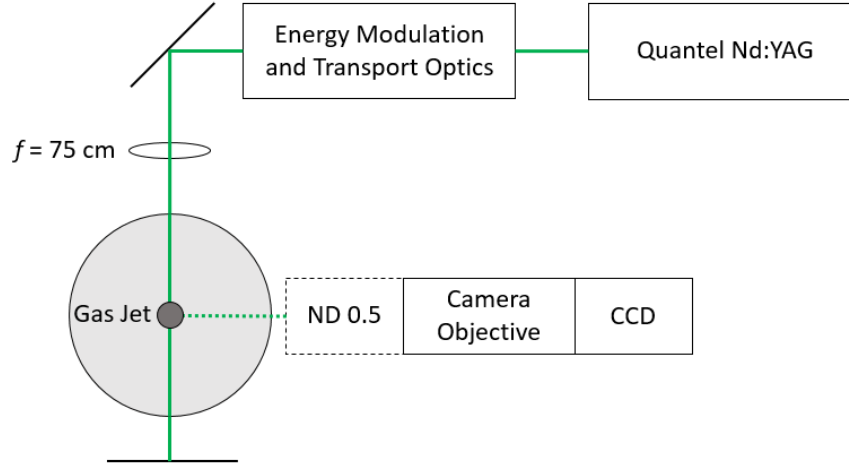 Energy Modulation
and Transport Optics
Quantel Nd:YAG
f = 75 cm
Gas Jet
ND 0.5
Camera
Objective
CCD